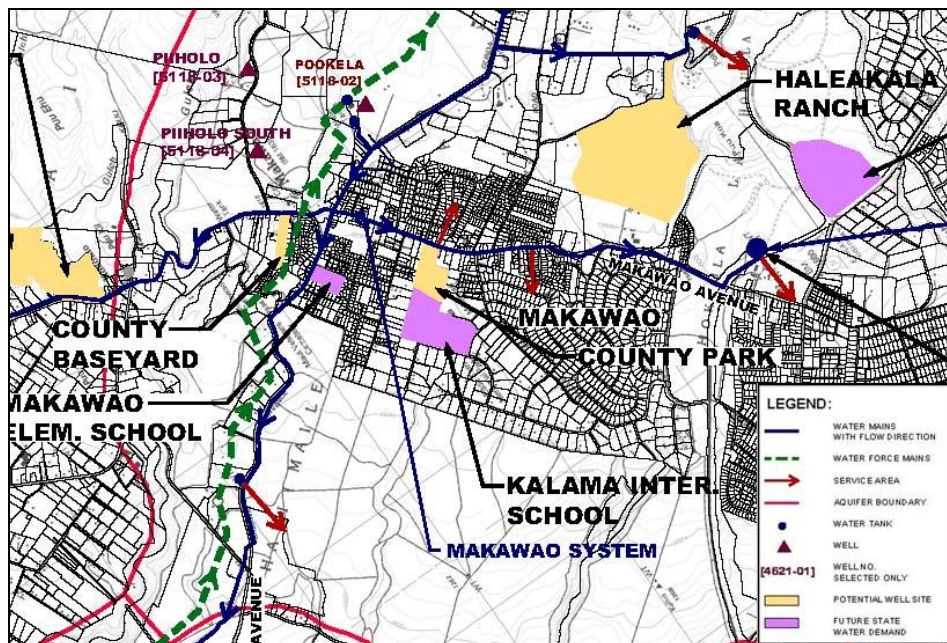 PIIHOLO
[5118-03]
POOKELA
[5118-02]
HALEAKALA
RANCH
PIIHOLO SOUTH
[5118-04]
MAKAWAO AVENUE
COUNTY
BASEYARD
MAKAWAO
COUNTY PARK
MAKAWAO
ELEM. SCHOOL
HAMAILE
KALAMA INTER.
SCHOOL
MAKAWAO SYSTEM
AVENUE
LEGEND:
WATER MAINS
WITH FLOW DIRECTION
WATER FORCE MAINS
SERVICE AREA
AQUIFER BOUNDARY
WATER TANK
WELL
[4621-01]
WELL NO.
SELECTED ONLY
POTENTIAL WELL SITE
FUTURE STATE
WATER DEMAND